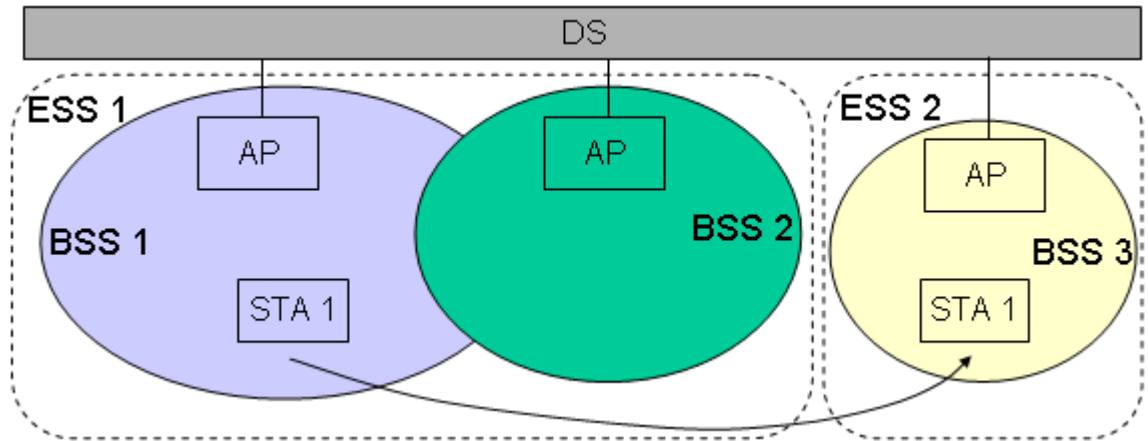 DS
ESS 1
ESS 2
AP
AP
AP
BSS 1
BSS 2
BSS 3
STA 1
STA 1